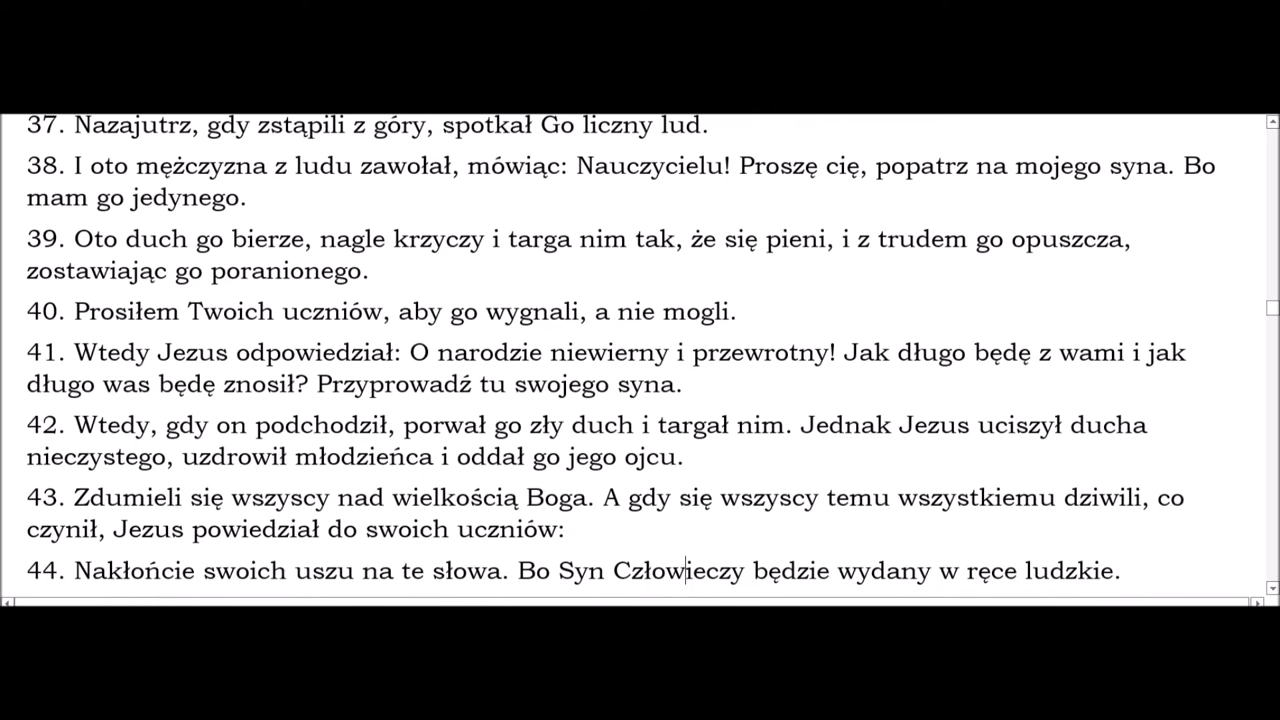 37. Nazajutrz, gdy zstąpili z góry, spotkał Go liczny lud.
38. I oto mężczyzna z ludu zawołał, mówiąc: Nauczycielu! Proszę cię, popatrz na mojego syna. Bo
mam go jedynego.
39. Oto duch go bierze, nagle krzyczy i targa nim tak, że się pieni, i z trudem go opuszcza,
zostawiając go poranionego.
40. Prosiłem Twoich uczniów, aby go wygnali, a nie mogli.
41. Wtedy Jezus odpowiedział: O narodzie niewierny i przewrotny! Jak długo będę z wami i jak
długo was będę znosił? Przyprowadź tu swojego syna.
42. Wtedy, gdy on podchodził, porwał go zły duch i targał nim. Jednak Jezus uciszył ducha
nieczystego, uzdrowił młodzieńca i oddał go jego ojcu.
43. Zdumieli się wszyscy nad wielkością Boga. A gdy się wszyscy temu wszystkiemu dziwili, co
czynił, Jezus powiedział do swoich uczniów:
44. Nakłońcie swoich uszu na te słowa. Bo Syn Człowieczy będzie wydany w ręce ludzkie.